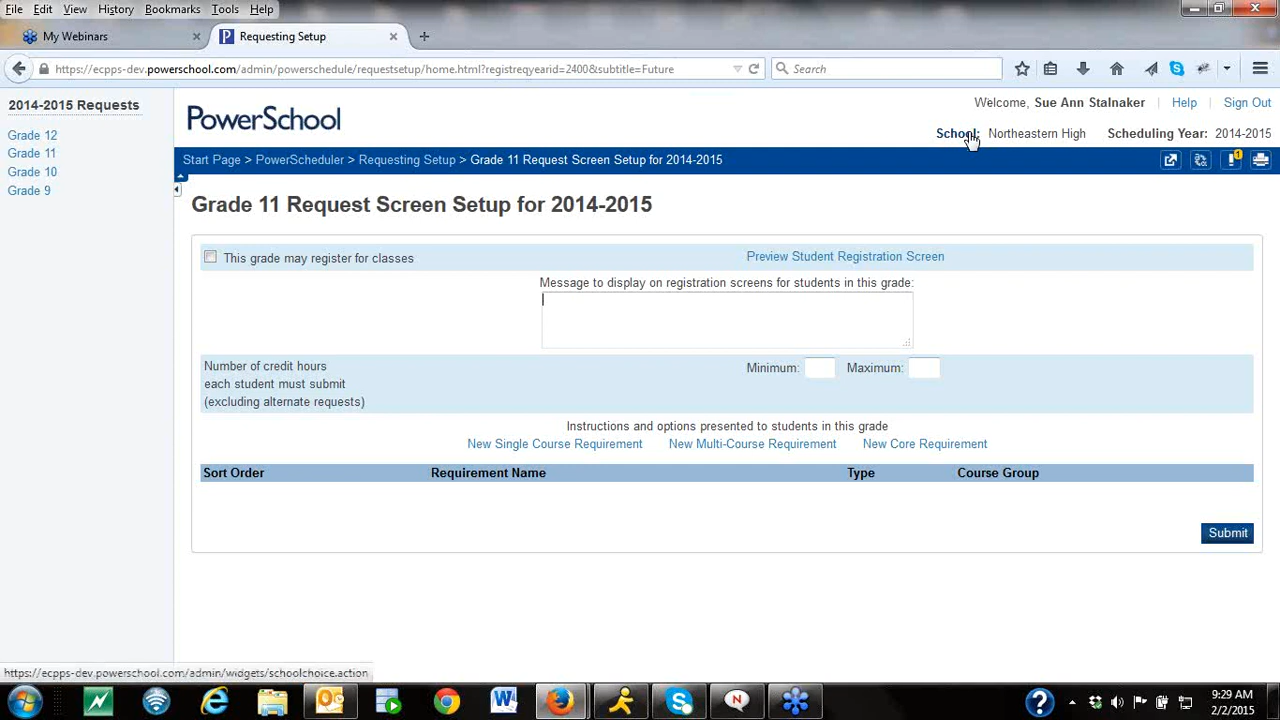 File Edit View History Bookmarks Tools Help
My Webinars
Requesting Setup
https://ecpps-dev.powerschool.com/admin/powerschedule/requestsetup/home.html?registreqyearid=2400&subtitle=Future
Search
2014-2015 Requests
Grade 12
Grade 11
Grade 10
Grade 9
PowerSchool
Welcome, Sue Ann Stalnaker Help Sign Out
School: Northeastern High Scheduling Year: 2014-2015
Start Page > PowerScheduler > Requesting Setup > Grade 11 Request Screen Setup for 2014-2015
Grade 11 Request Screen Setup for 2014-2015
This grade may register for classes
Preview Student Registration Screen
Message to display on registration screens for students in this grade:
Number of credit hours
each student must submit
(excluding alternate requests)
Minimum: Maximum:
Instructions and options presented to students in this grade
New Single Course Requirement New Multi-Course Requirement New Core Requirement
Sort Order Requirement Name Type Course Group
Submit
https://ecpps-dev.powerschool.com/admin/widgets/schoolchoice.action
9:29 AM
2/2/2015